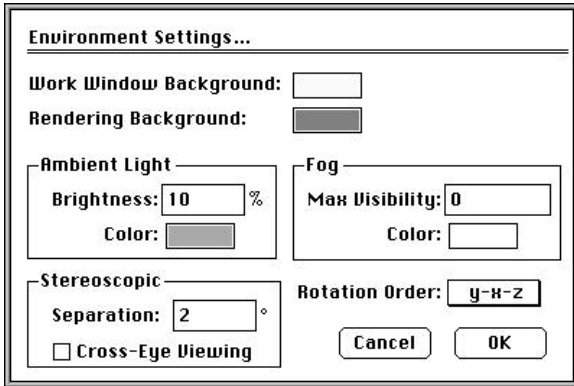 Environment Settings...
Work Window Background:
Rendering Background:
Ambient Light
Brightness: 10 %
Color:
Fog
Max Visibility: 0
Color:
Stereoscopic
Separation: 2 °
Cross-Eye Viewing
Rotation Order: y-x-z
Cancel OK